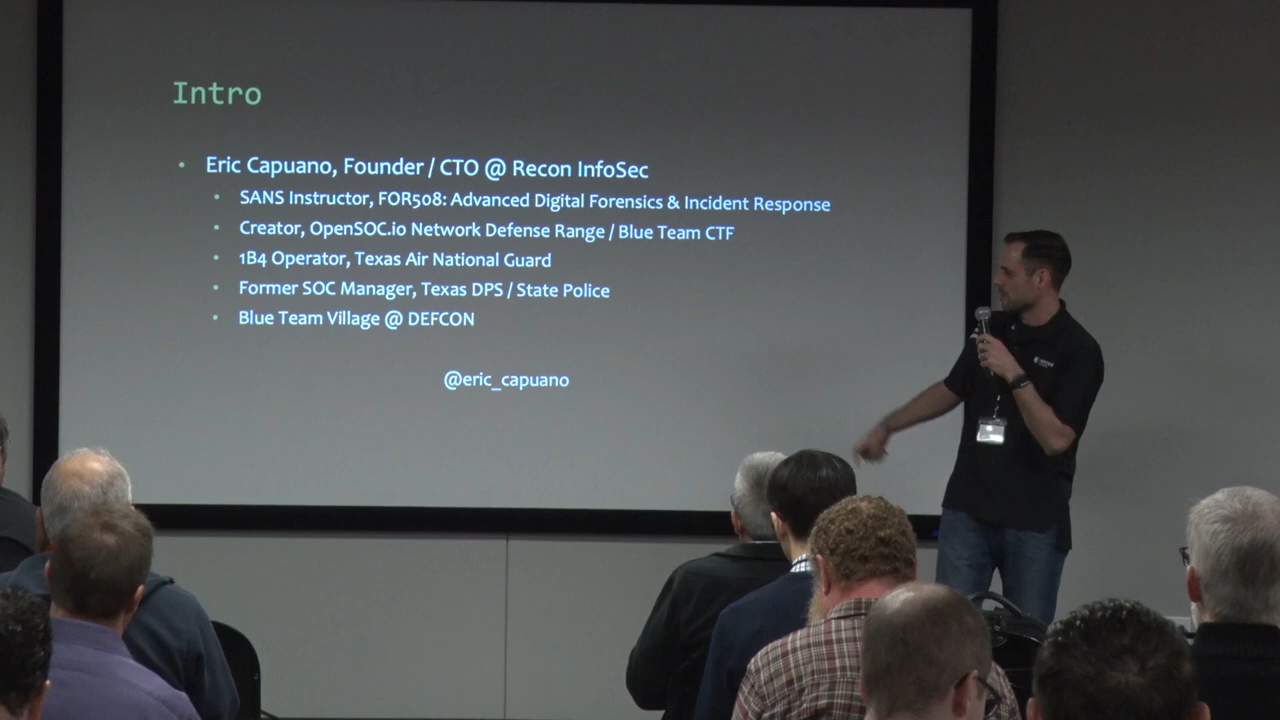 Intro
• Eric Capuano, Founder / CTO @ Recon InfoSec
• SANS Instructor, FOR508: Advanced Digital Forensics & Incident Response
• Creator, OpenSOC.io Network Defense Range / Blue Team CTF
• 1B4 Operator, Texas Air National Guard
• Former SOC Manager, Texas DPS / State Police
• Blue Team Village @ DEFCON
@eric_capuano